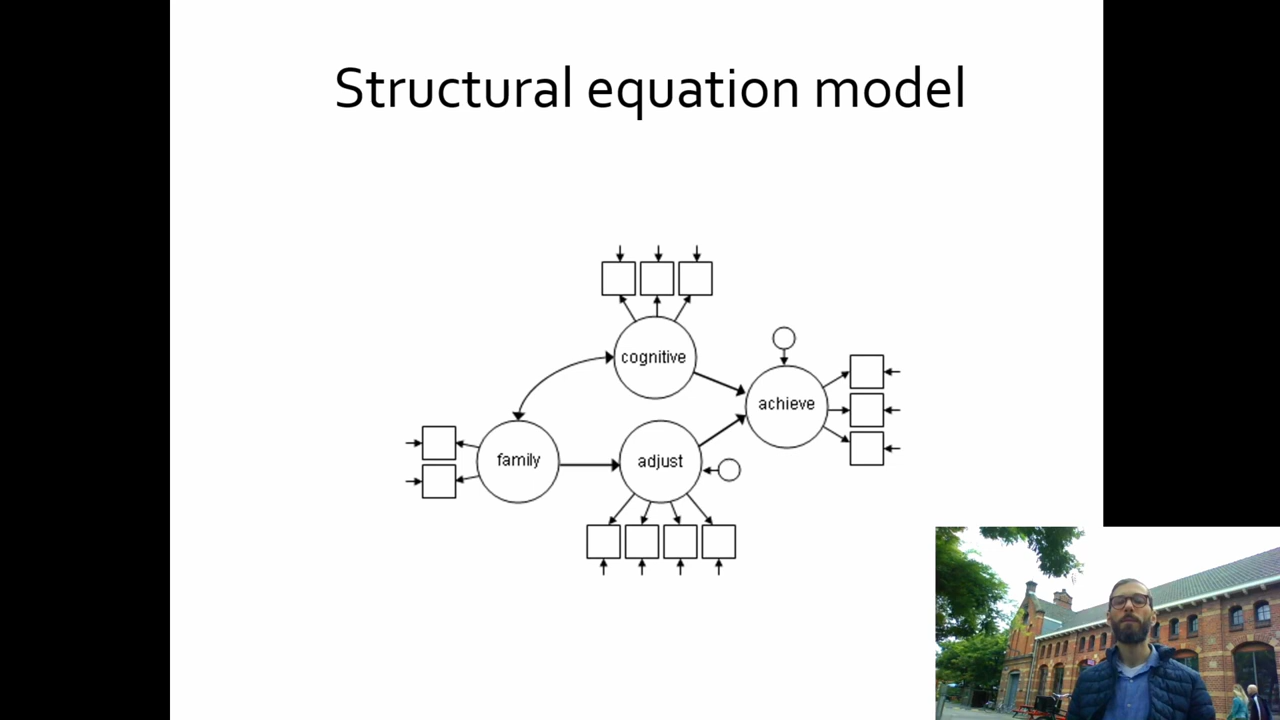 Structural equation model
cognitive
achieve
family
adjust